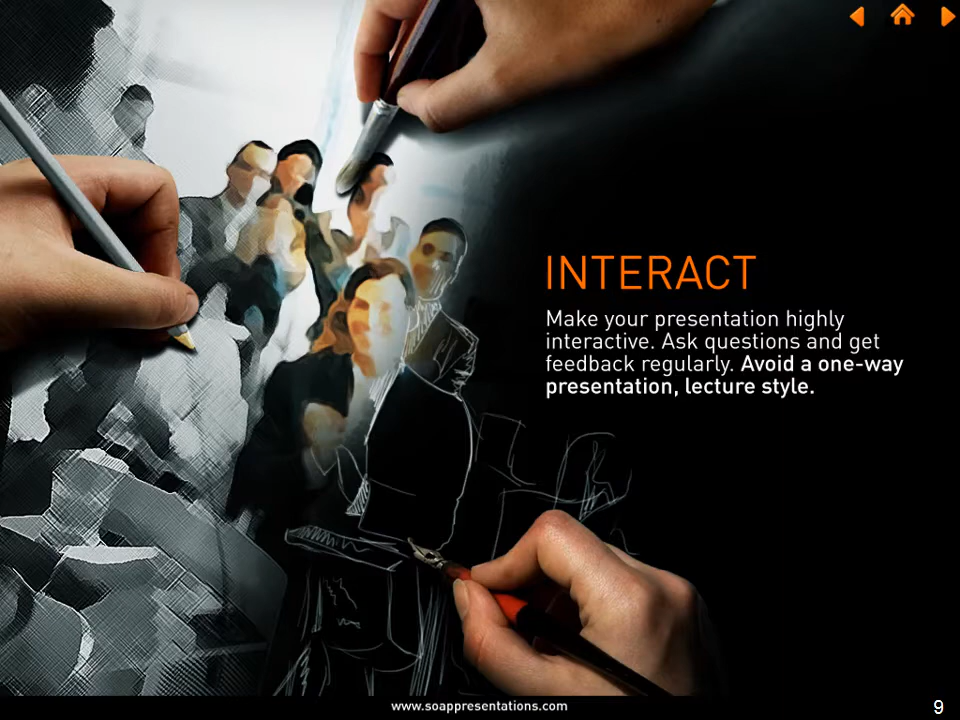 INTERACT
Make your presentation highly
interactive. Ask questions and get
feedback regularly. Avoid a one-way
presentation, lecture style.
www.soappresentations.com
9